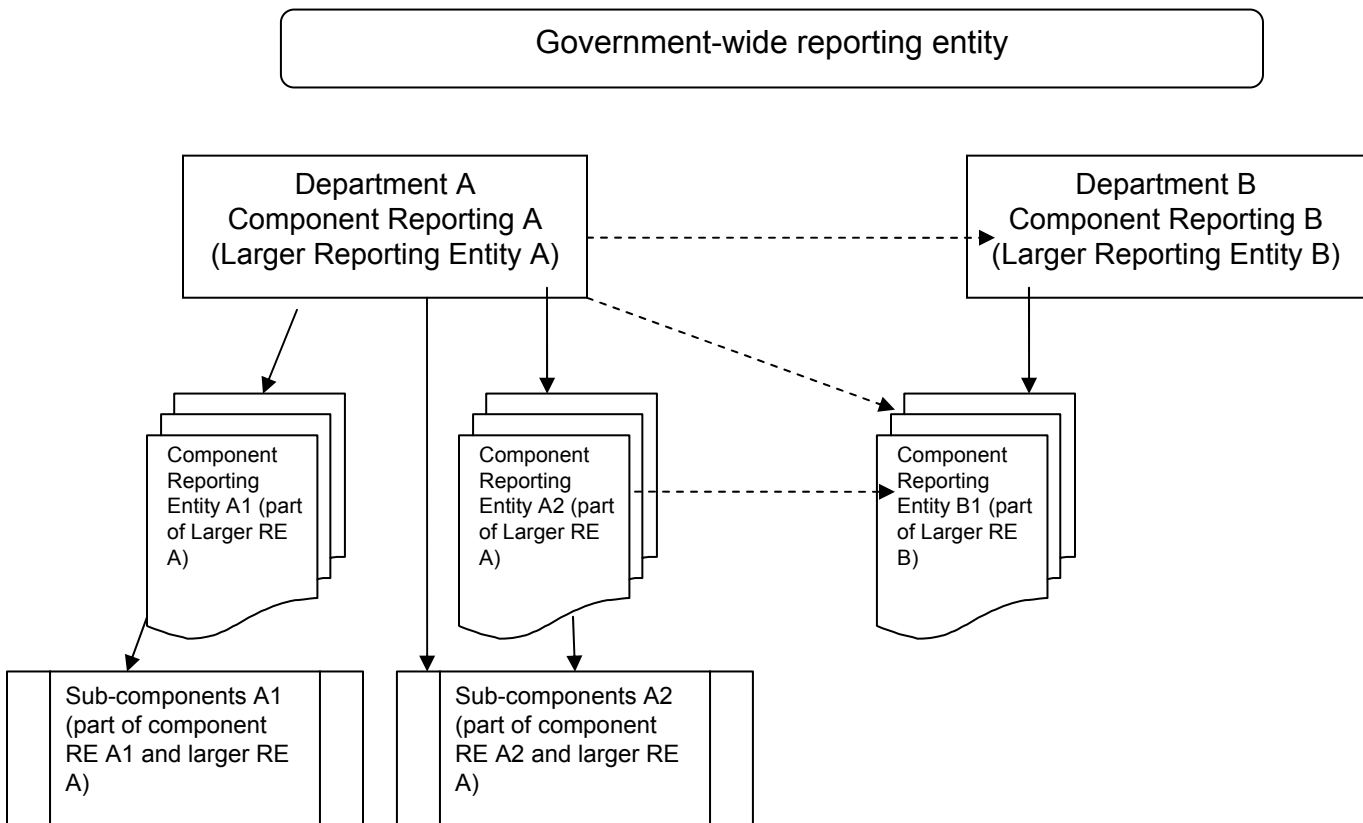 Government-wide reporting entity
Department A
Component Reporting A
(Larger Reporting Entity A)
Department B
Component Reporting B
(Larger Reporting Entity B)
Component
Reporting
Entity A1 (part
of Larger RE
A)
Component
Reporting
Entity A2 (part
of Larger RE
A)
Component
Reporting
Entity B1 (part
of Larger RE
B)
Sub-components A1
(part of component
RE A1 and larger RE
A)
Sub-components A2
(part of component
RE A2 and larger RE
A)